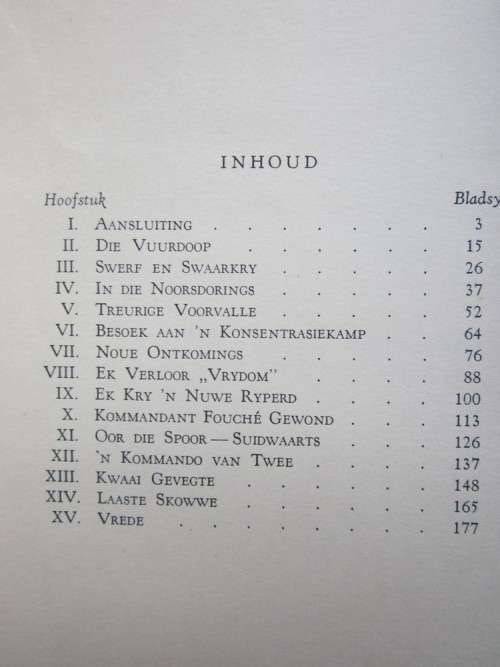 INHOUD
Hoofstuk Bladsy
I. Aansluiting . . . . . . . 3
II. Die Vuurdoop . . . . . . 15
III. Swerf en Swaarkry . . . . . 26
IV. In die Noorsdorings . . . . . 37
V. Treurige Voorvalle . . . . . 52
VI. Besoek aan 'n Konsentrasiekamp . . 64
VII. Noue Ontkomings . . . . . 76
VIII. Ek Verloor „Vrydom” . . . . 88
IX. Ek Kry 'n Nuwe Ryperd . . . . 100
X. Kommandant Fouché Gewond . . . 113
XI. Oor die Spoor — Suidwaarts . . . 126
XII. 'n Kommando van Twee . . . . 137
XIII. Kwaai Gevegte . . . . . . 148
XIV. Laaste Skowwe . . . . . . 165
XV. Vrede . . . . . . . 177